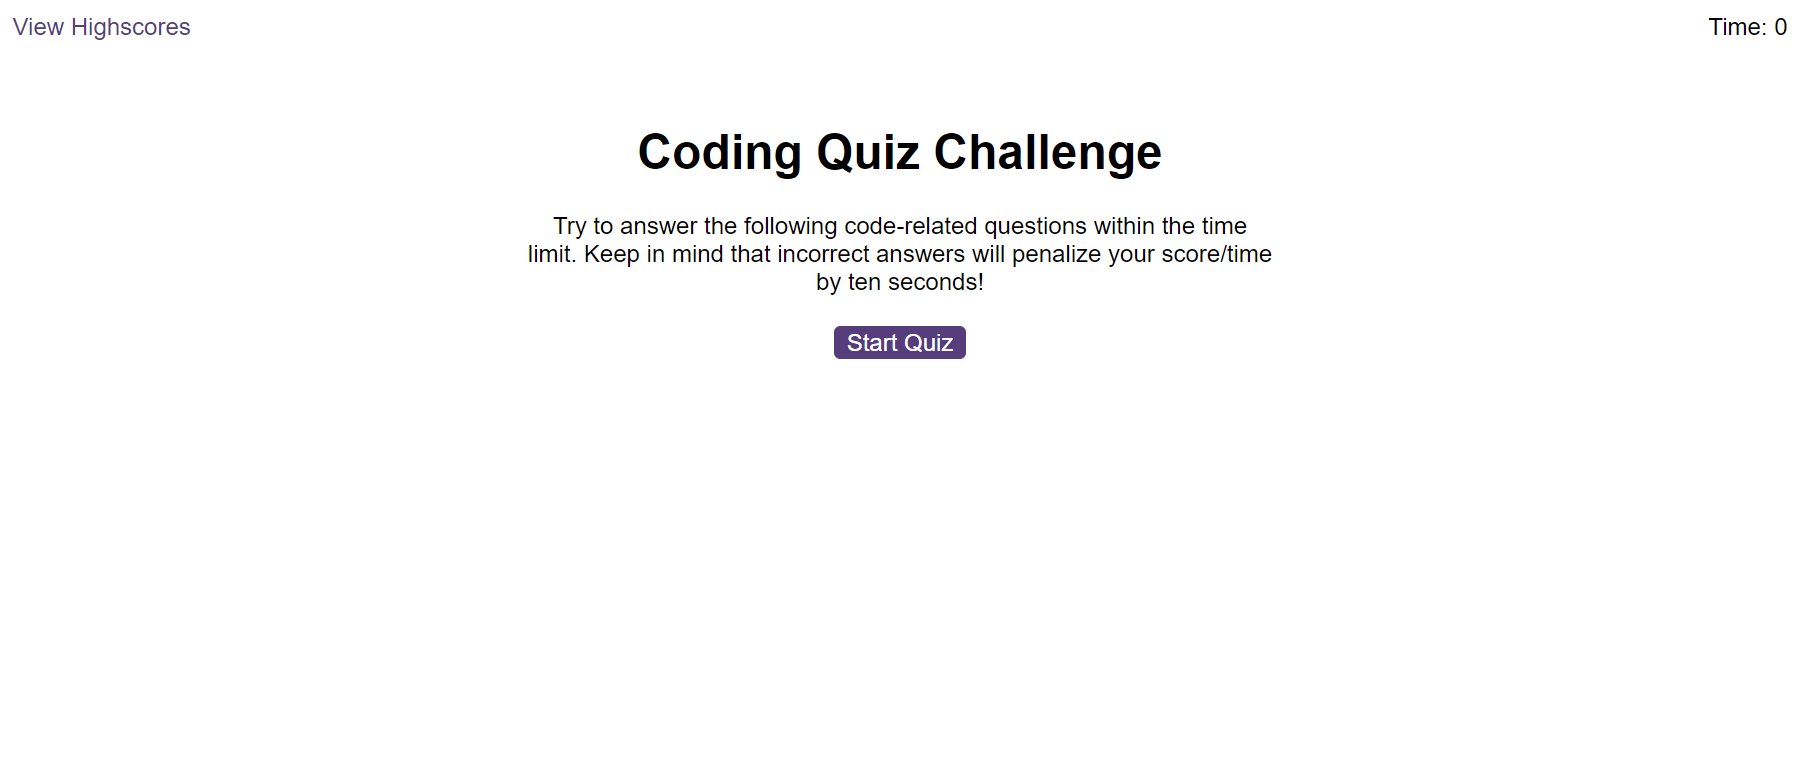 View Highscores
Time: 0
Coding Quiz Challenge
Try to answer the following code-related questions within the time
limit. Keep in mind that incorrect answers will penalize your score/time
by ten seconds!
Start Quiz